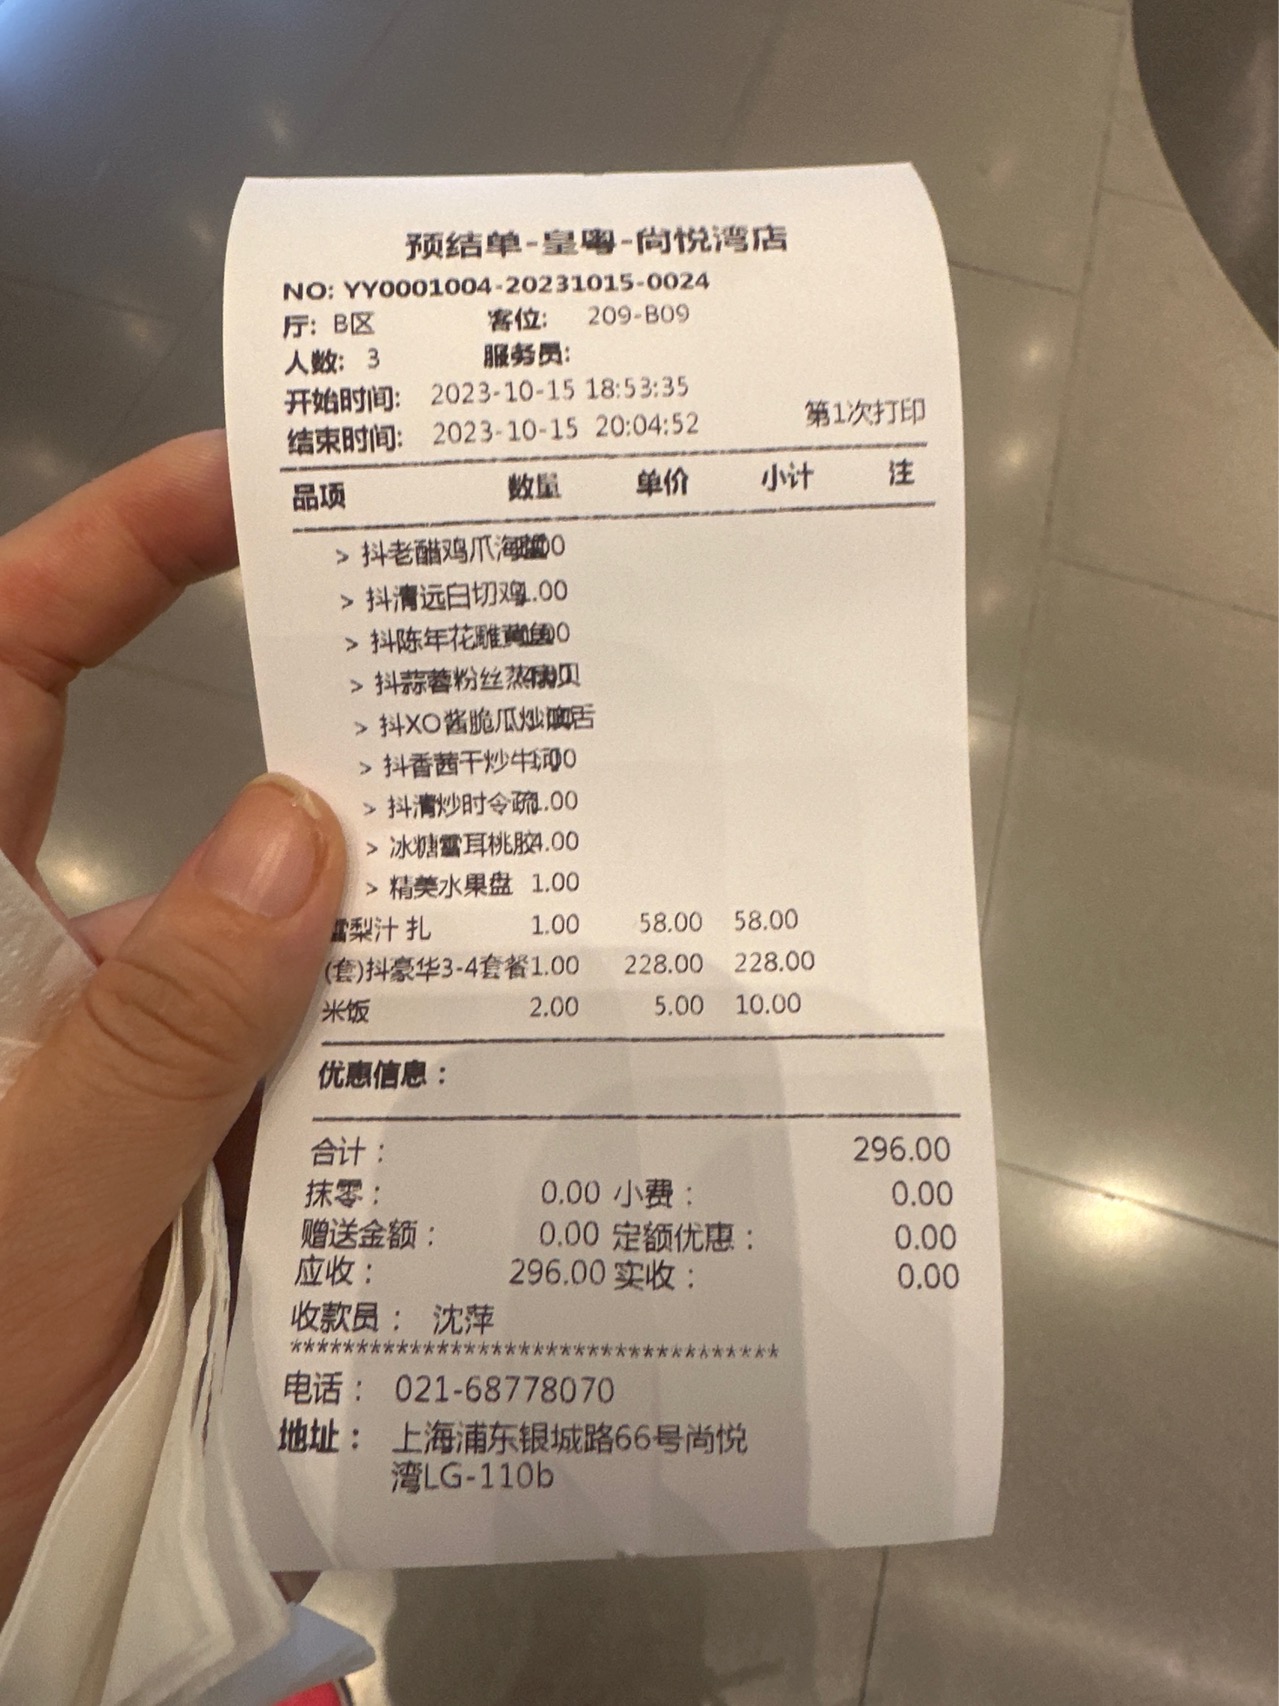 预结单-皇粤-尚悦湾店
NO: YY0001004-20231015-0024
厅: B区 客位: 209-B09
人数: 3 服务员:
开始时间: 2023-10-15 18:53:35
结束时间: 2023-10-15 20:04:52 第1次打印
品项 数量 单价 小计 注
> 抖老醋鸡爪海
> 抖清远白切鸡1.00
> 抖陈年花雕
> 抖蒜蓉粉丝蒸
> 抖XO酱脆瓜炒
> 抖香茜干炒牛河1.00
> 抖清炒时令蔬1.00
> 冰糖雪耳桃胶4.00
> 精美水果盘 1.00
雪梨汁 扎 1.00 58.00 58.00
(套)抖豪华3-4套餐1.00 228.00 228.00
米饭 2.00 5.00 10.00
优惠信息：
合计： 296.00
抹零： 0.00 小费： 0.00
赠送金额： 0.00 定额优惠： 0.00
应收： 296.00 实收： 0.00
收款员： 沈萍
**************************************
电话： 021-68778070
地址： 上海浦东银城路66号尚悦
湾LG-110b